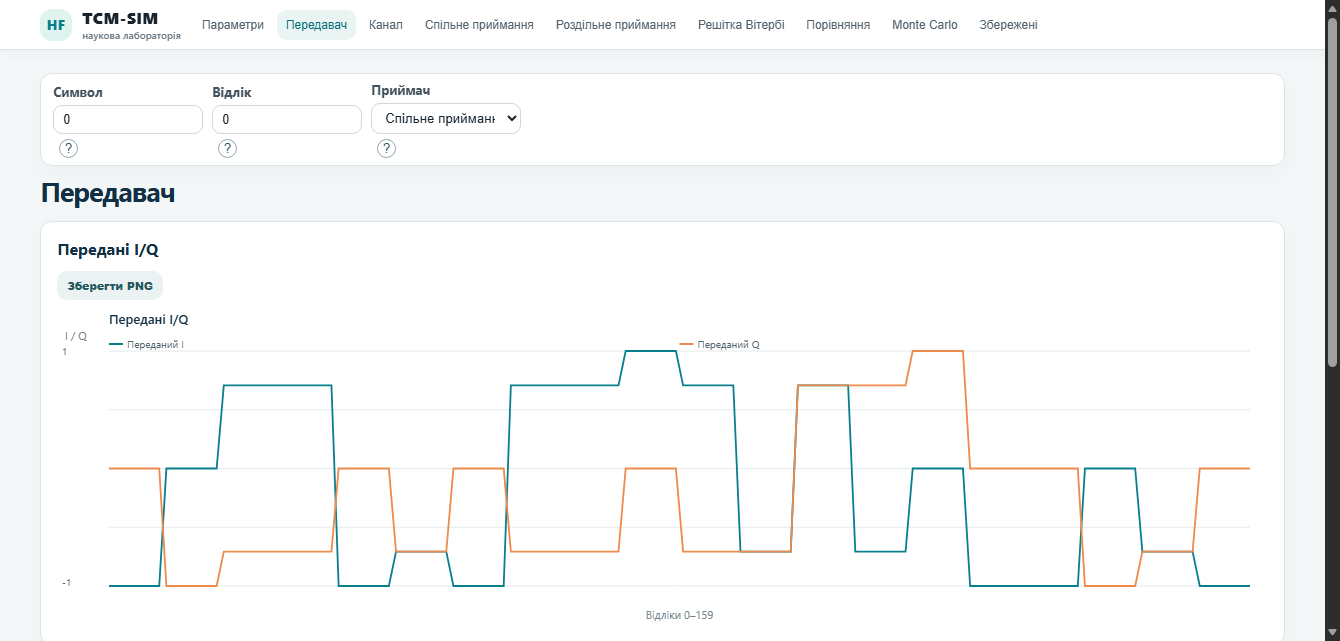 HF
TCM-SIM
наукова лабораторія
Параметри Передавач Канал Спільне приймання Роздільне приймання Решітка Вітербі Порівняння Monte Carlo Збережені
Символ Відлік Приймач
0 0 Спільне приймані
? ? ?
Передавач
Передані I/Q
Зберегти PNG
Передані I/Q
I / Q
Переданий I Переданий Q
1
-1
Відліки 0–159